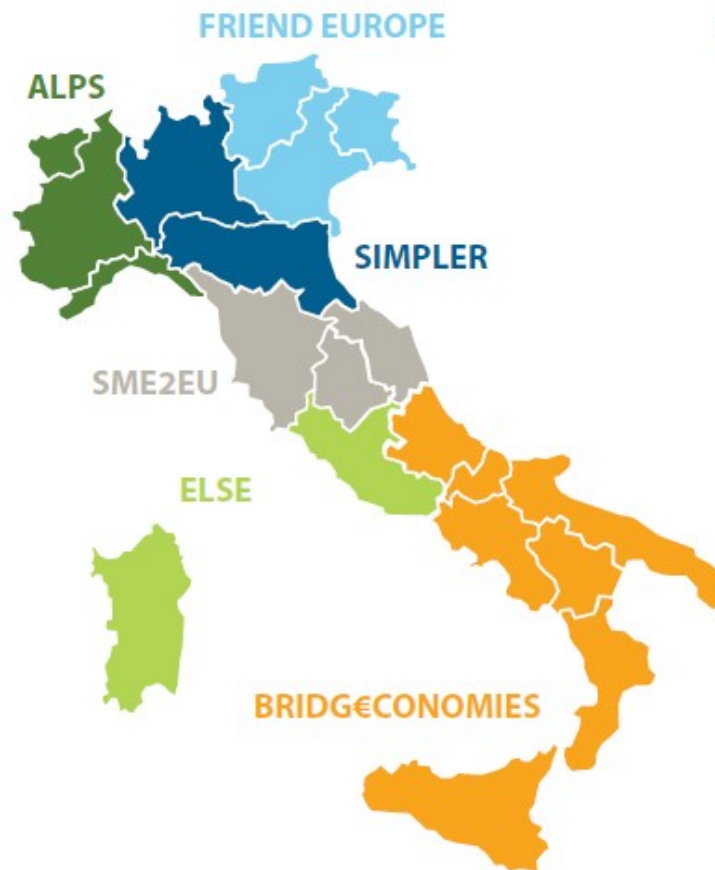 FRIEND EUROPE
ALPS
SIMPLER
SME2EU
ELSE
BRIDG€CONOMIES